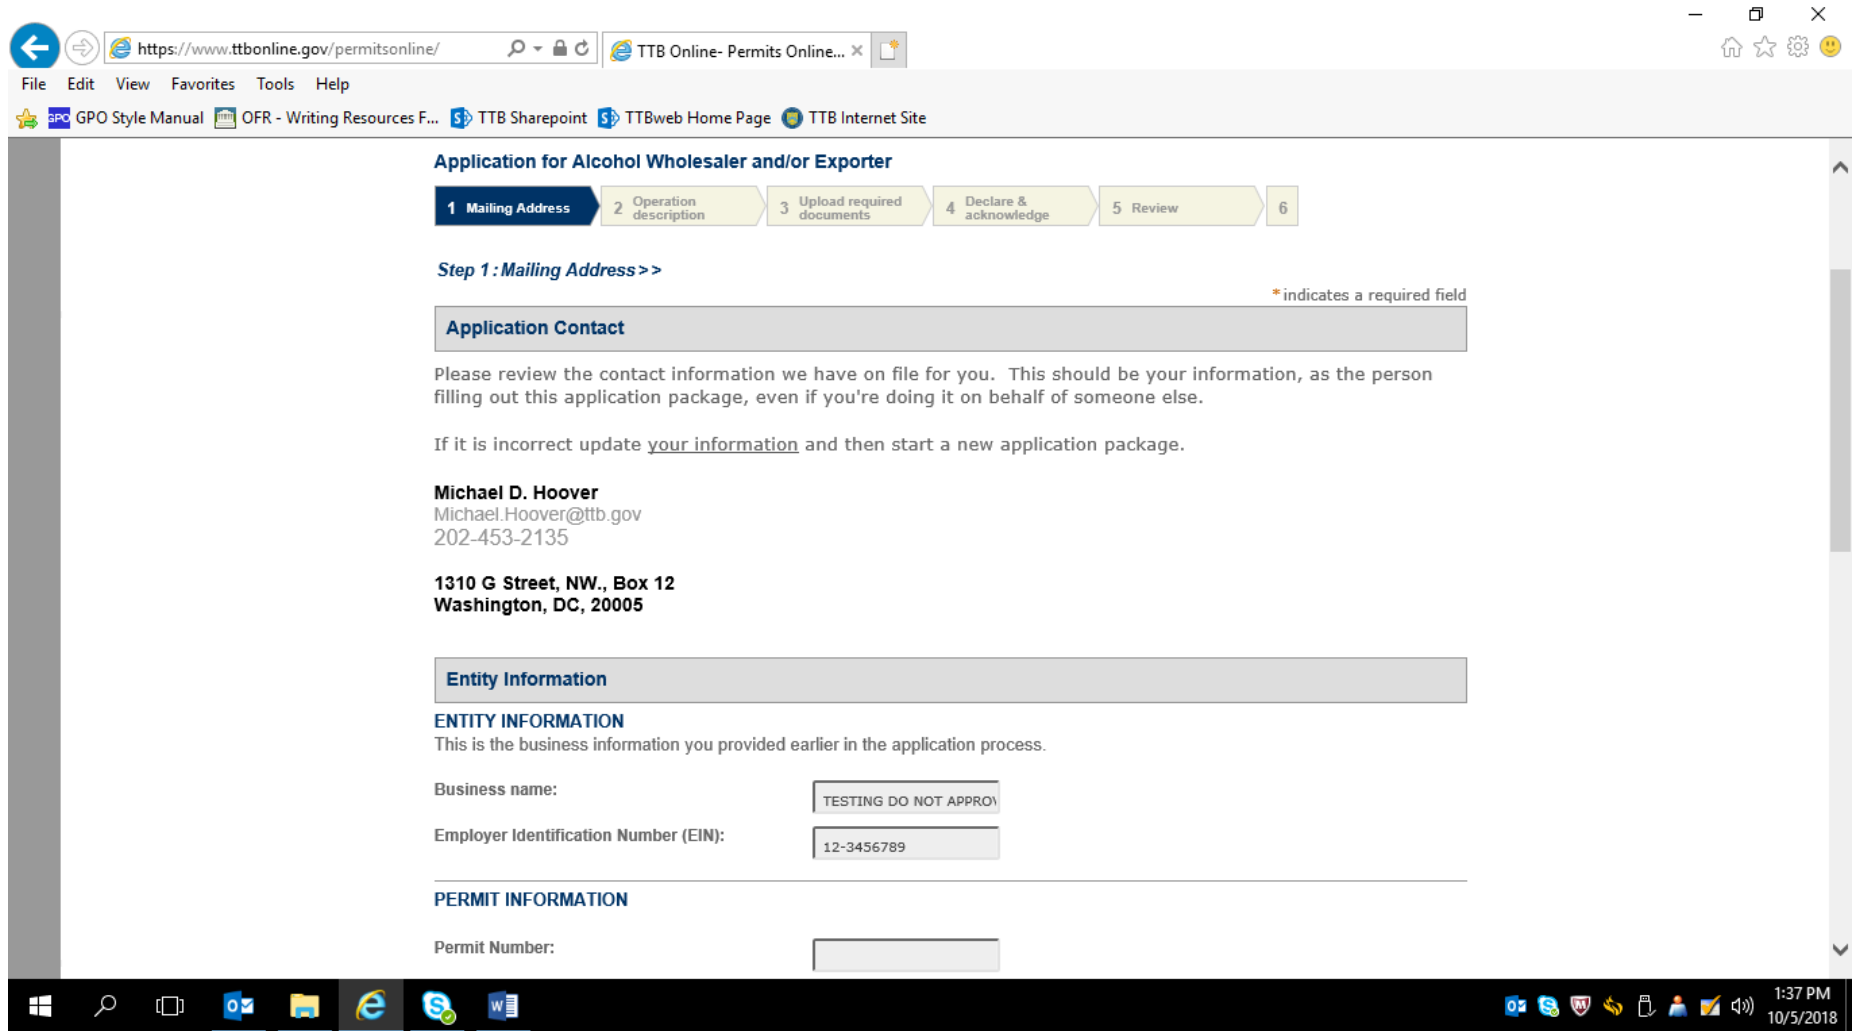 https://www.ttbonline.gov/permitsonline/
TTB Online- Permits Online...
File Edit View Favorites Tools Help
GPO GPO Style Manual OFR - Writing Resources F... TTB Sharepoint TTBweb Home Page TTB Internet Site
Application for Alcohol Wholesaler and/or Exporter
1 Mailing Address
2 Operation description
3 Upload required documents
4 Declare & acknowledge
5 Review
6
Step 1: Mailing Address>>
* indicates a required field
Application Contact
Please review the contact information we have on file for you. This should be your information, as the person
filling out this application package, even if you're doing it on behalf of someone else.
If it is incorrect update your information and then start a new application package.
Michael D. Hoover
Michael.Hoover@ttb.gov
202-453-2135
1310 G Street, NW., Box 12
Washington, DC, 20005
Entity Information
ENTITY INFORMATION
This is the business information you provided earlier in the application process.
Business name:
TESTING DO NOT APPROV
Employer Identification Number (EIN):
12-3456789
PERMIT INFORMATION
Permit Number:
1:37 PM
10/5/2018